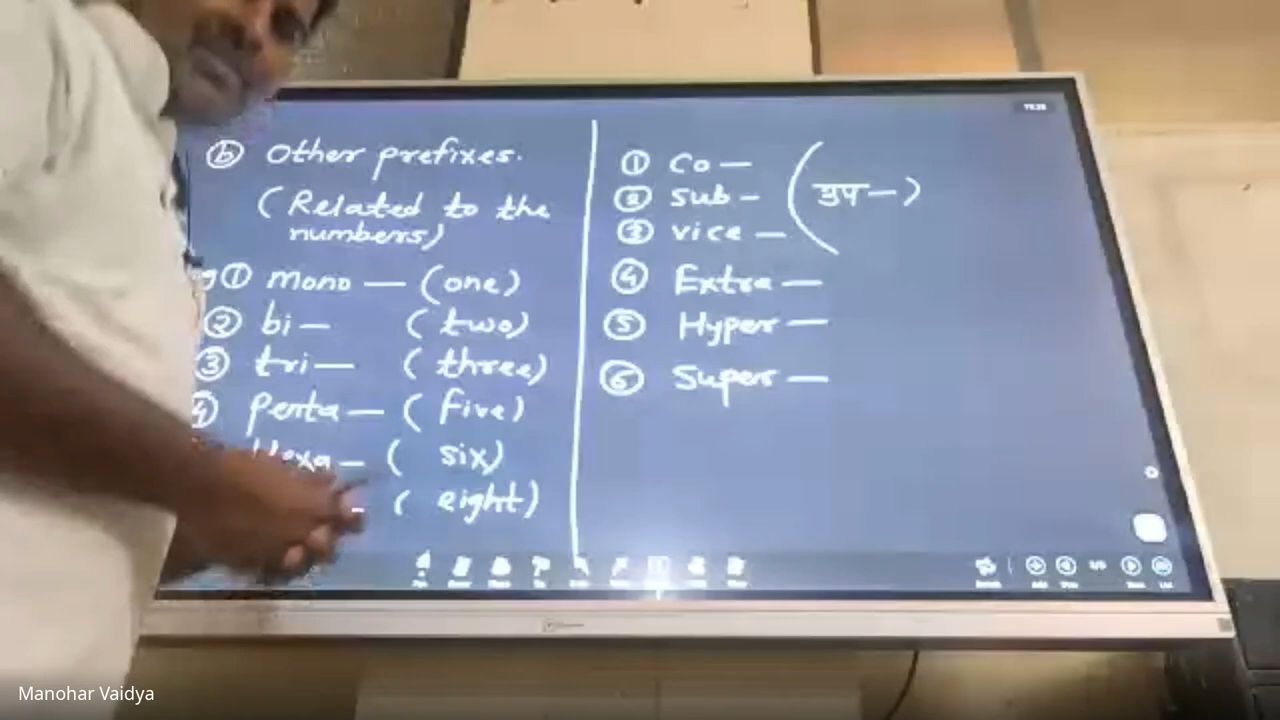 ⓑ Other prefixes.
(Related to the
numbers)
① mono — (one)
② bi — (two)
③ tri — (three)
④ Penta — (five)
Hexa — (six)
— (eight)
① Co —
② Sub — (उप—)
③ vice —
④ Extra —
⑤ Hyper —
⑥ Super —
Manohar Vaidya